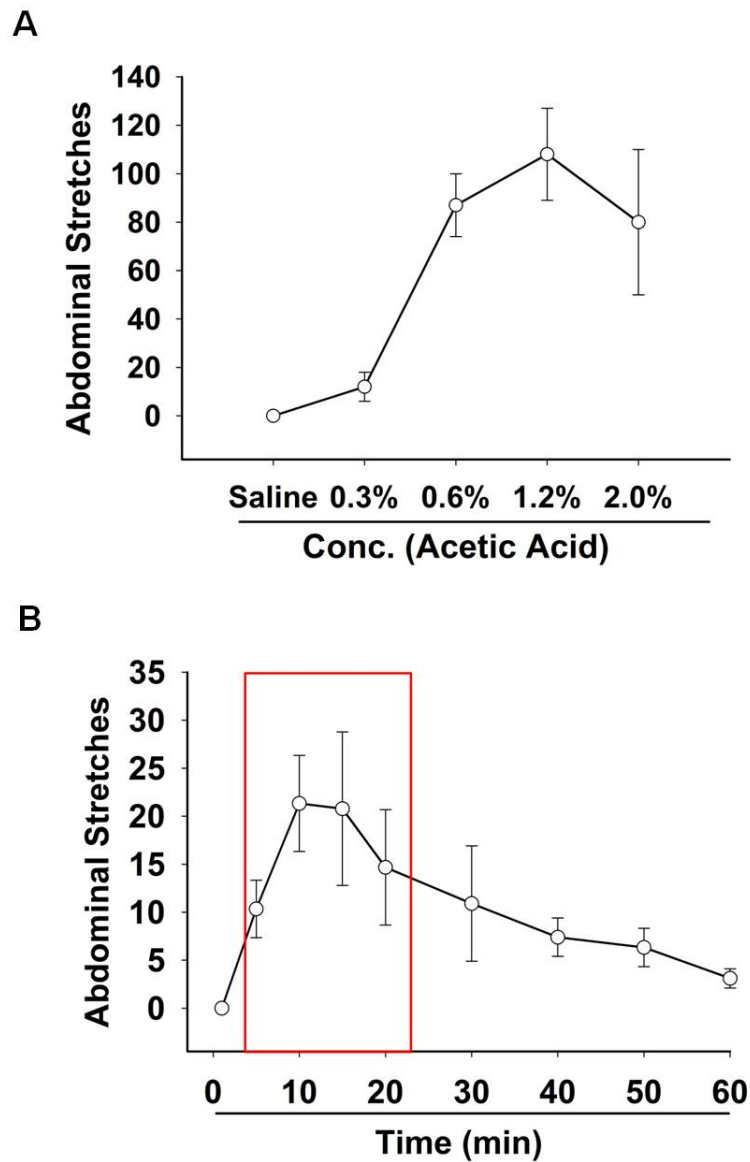 A
Abdominal Stretches
140
120
100
80
60
40
20
0
Saline 0.3% 0.6% 1.2% 2.0%
Conc. (Acetic Acid)
B
Abdominal Stretches
35
30
25
20
15
10
5
0
0 10 20 30 40 50 60
Time (min)